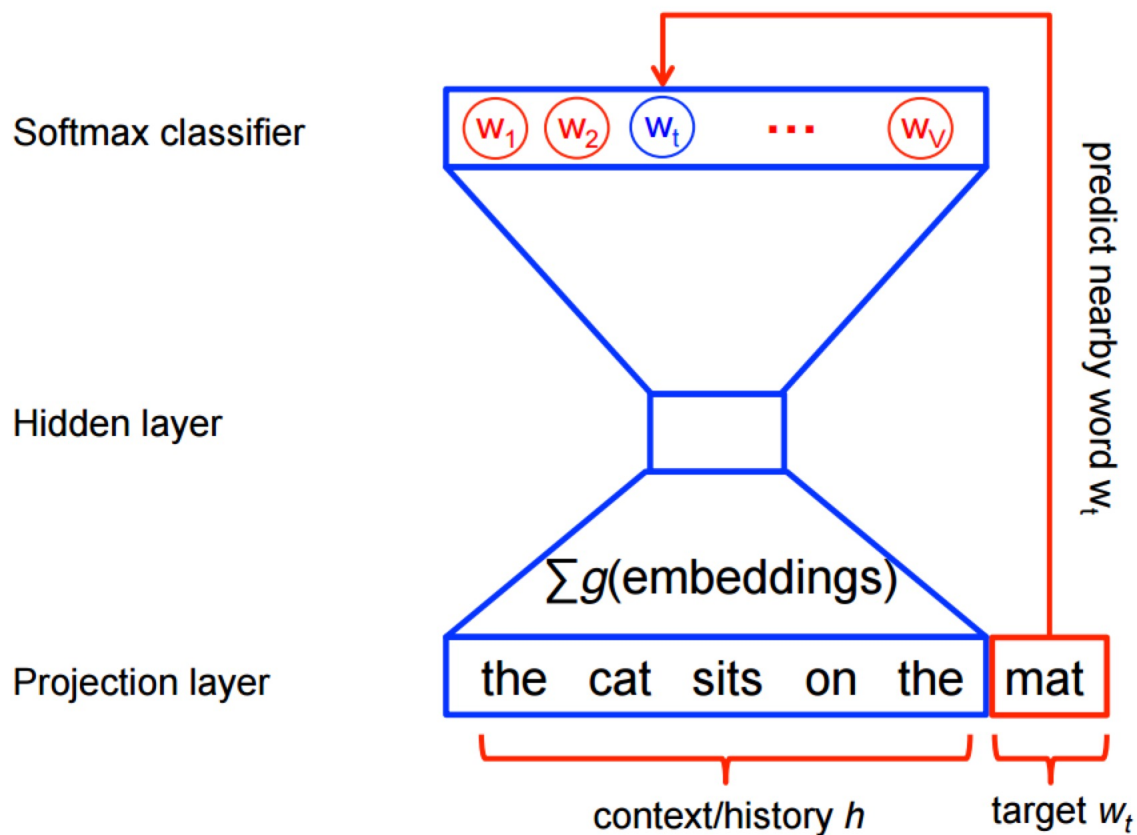 Softmax classifier
w₁ w₂ wₜ ... w_V
predict nearby word wₜ
Hidden layer
∑g(embeddings)
Projection layer
the cat sits on the mat
context/history h
target wₜ